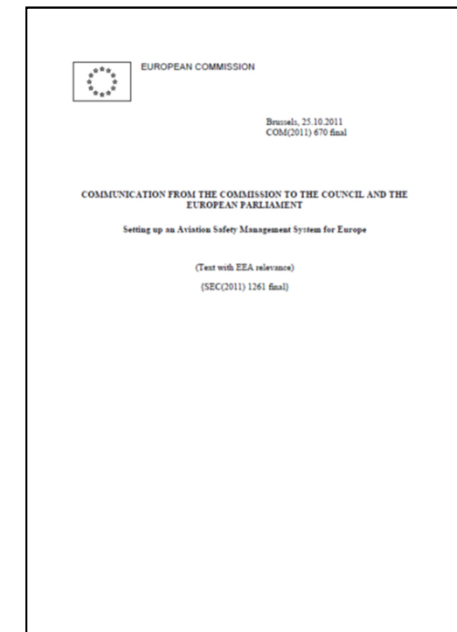 EUROPEAN COMMISSION
Brussels, 25.10.2011
COM(2011) 670 final
COMMUNICATION FROM THE COMMISSION TO THE COUNCIL AND THE
EUROPEAN PARLIAMENT
Setting up an Aviation Safety Management System for Europe
(Text with EEA relevance)
{SEC(2011) 1261 final}